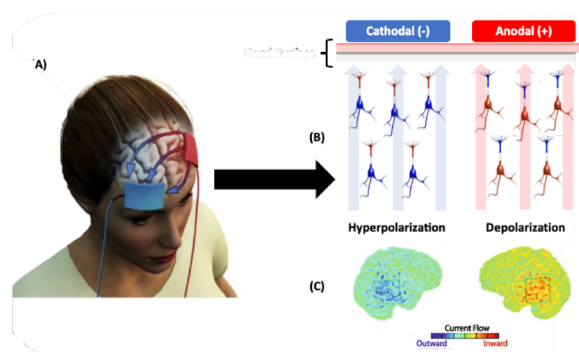 Cathodal (-)
Anodal (+)
(A)
(B)
Hyperpolarization
Depolarization
(C)
Current Flow
Outward
Inward